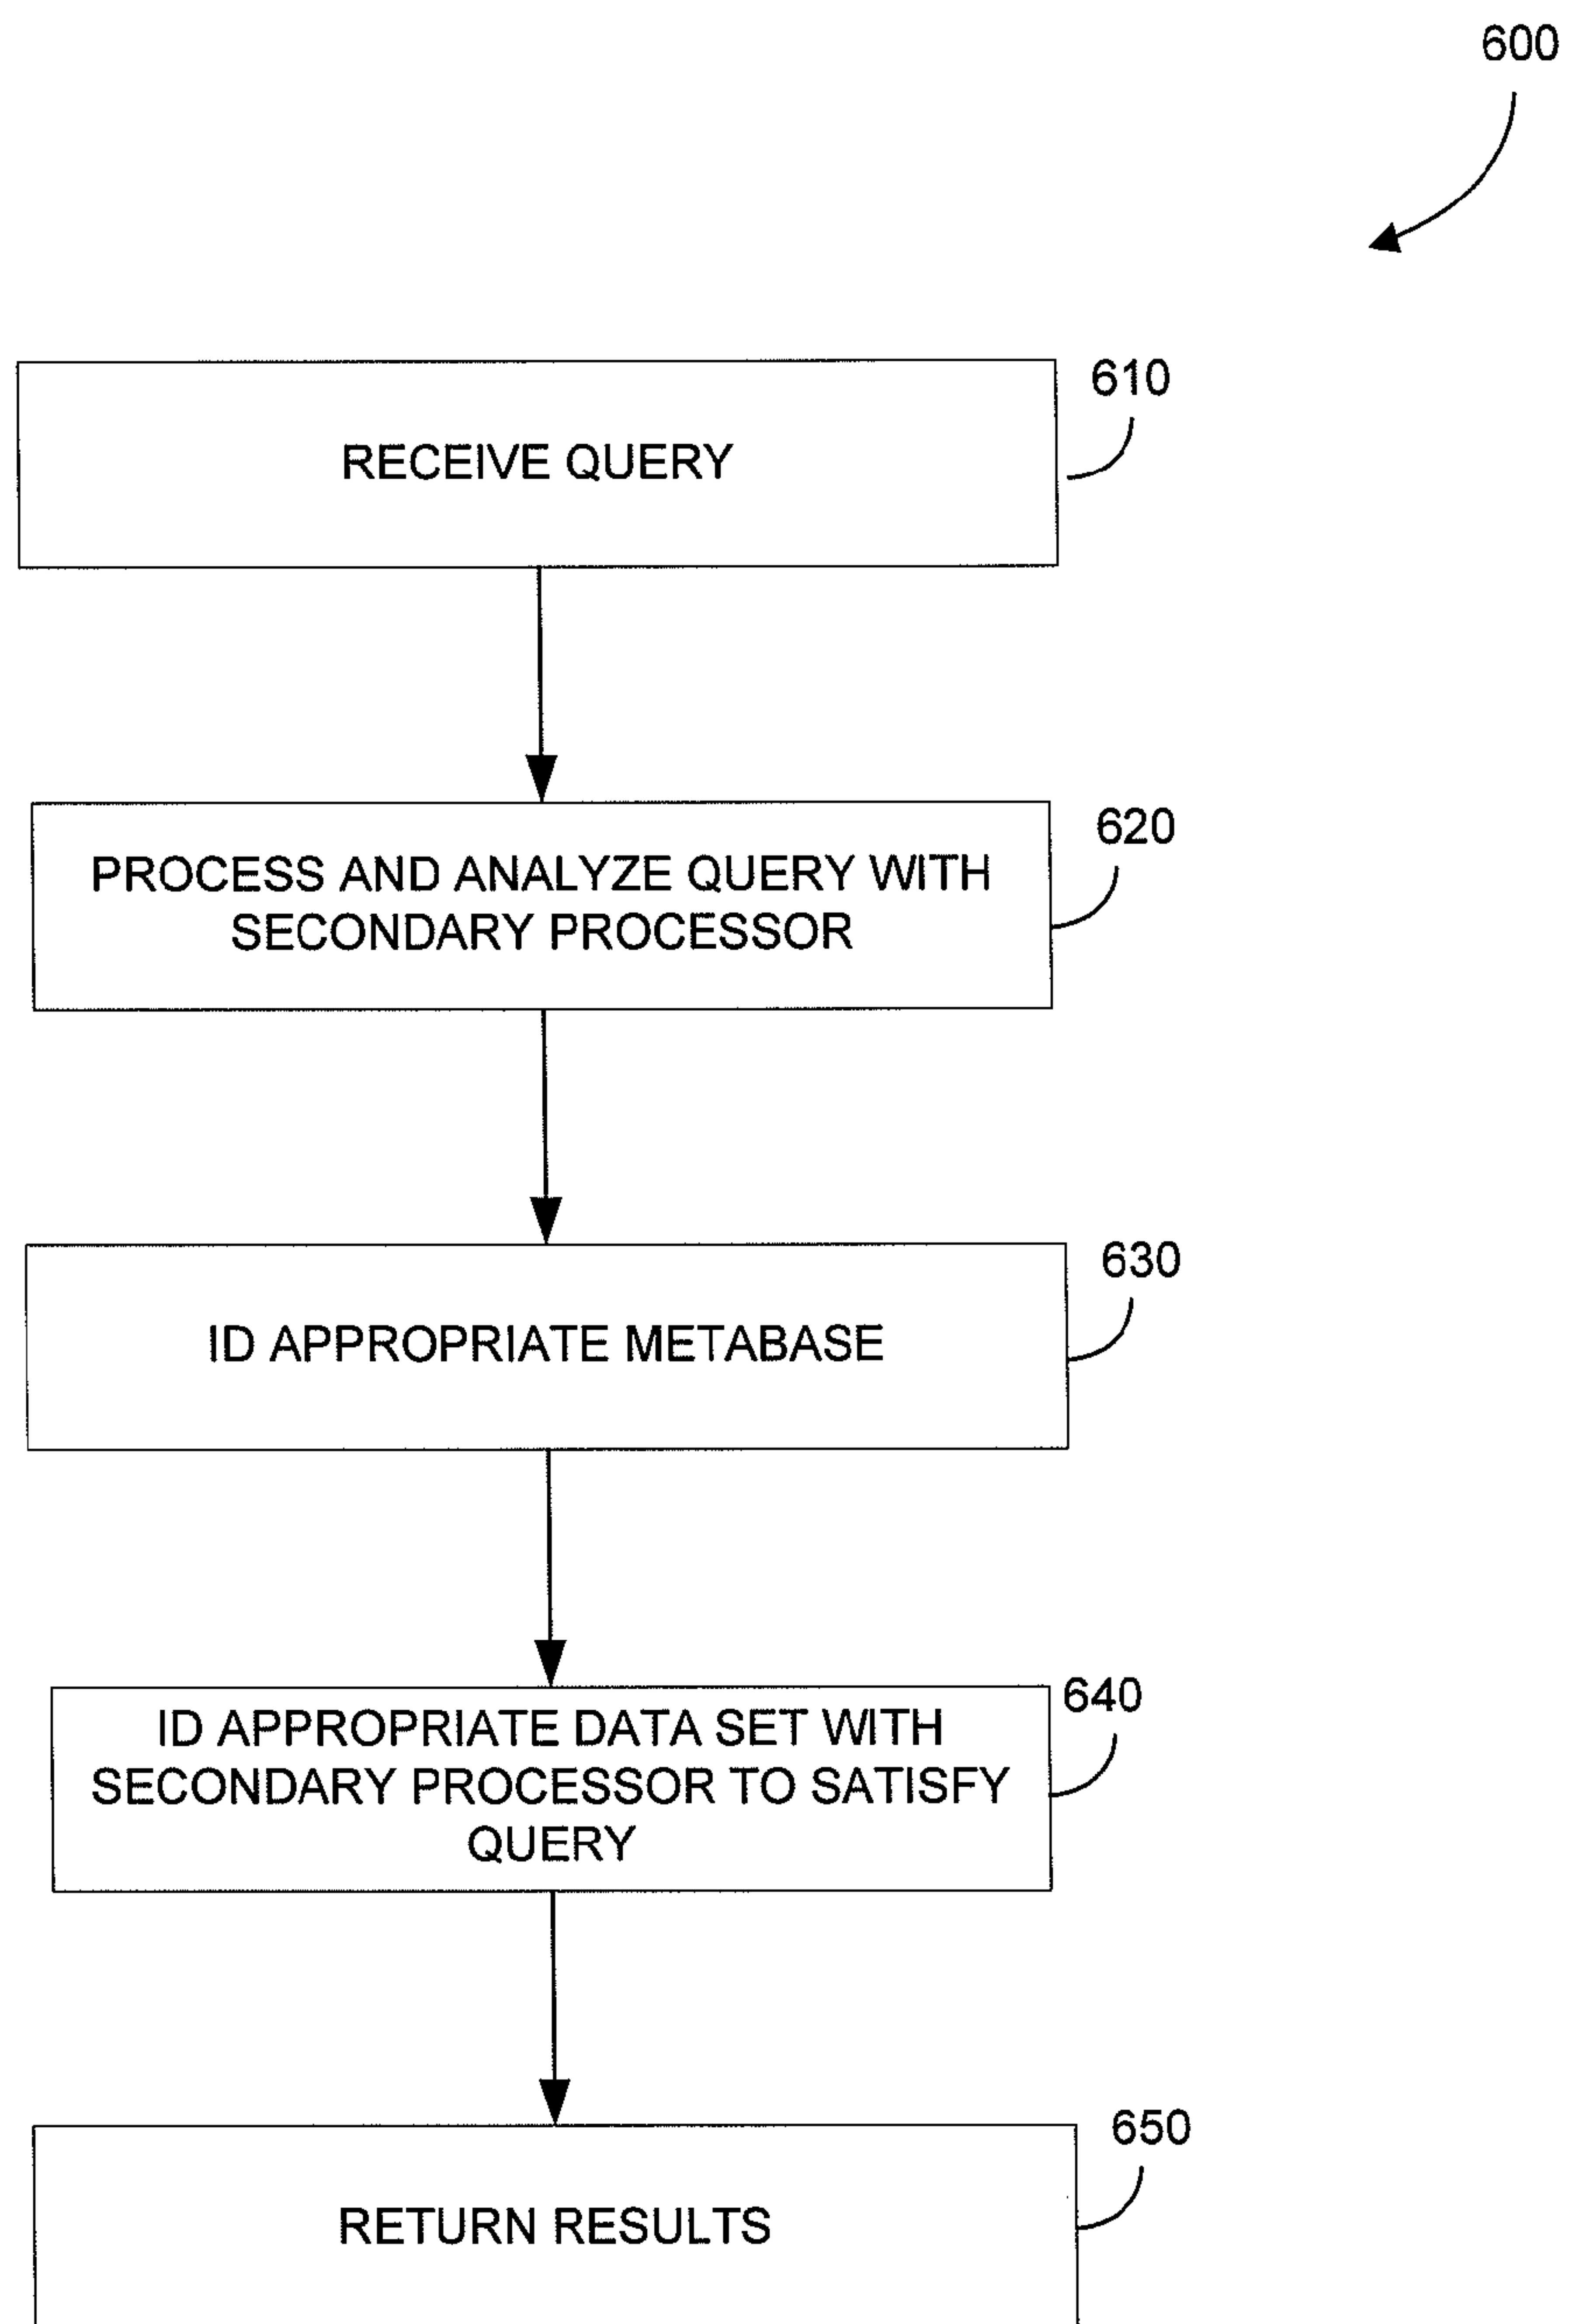 600
610
RECEIVE QUERY
620
PROCESS AND ANALYZE QUERY WITH
SECONDARY PROCESSOR
630
ID APPROPRIATE METABASE
640
ID APPROPRIATE DATA SET WITH
SECONDARY PROCESSOR TO SATISFY
QUERY
650
RETURN RESULTS